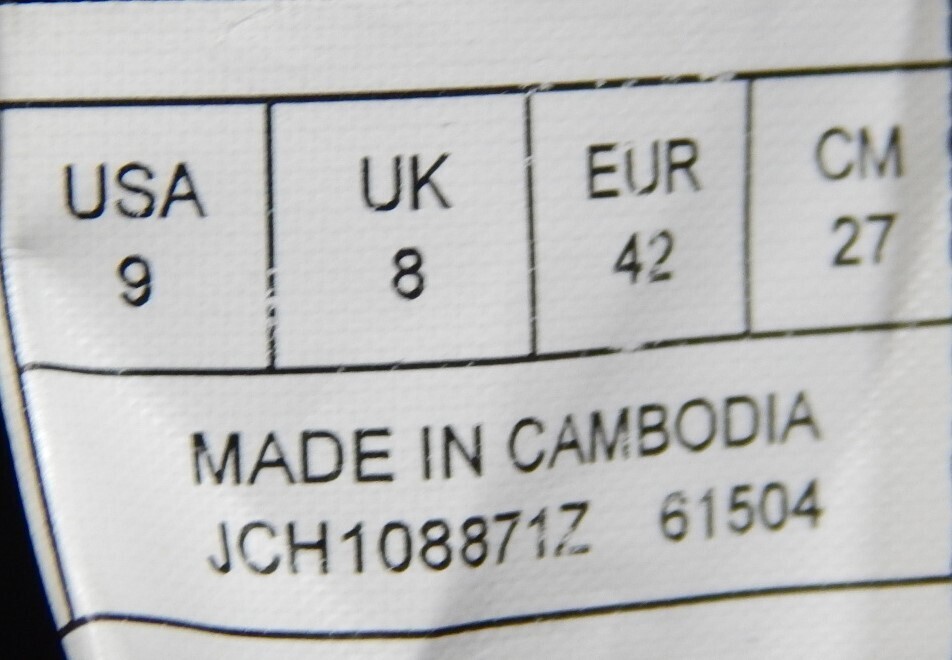 USA UK EUR CM
9 8 42 27
MADE IN CAMBODIA
JCH108871Z 61504